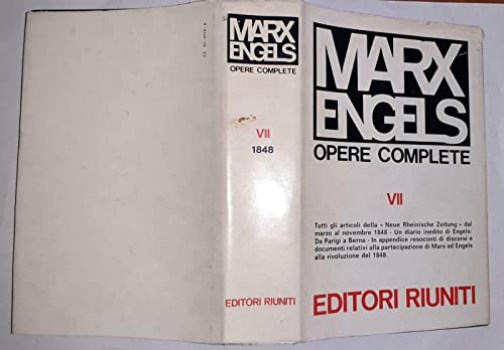 MARX
ENGELS
OPERE COMPLETE
VII
1848
EDITORI RIUNITI
MARX
ENGELS
OPERE COMPLETE
VII
Tutti gli articoli della « Neue Rheinische Zeitung » dal
marzo al novembre 1848 - Un diario inedito di Engels:
Da Parigi a Berna - In appendice resoconti di discorsi e
documenti relativi alla partecipazione di Marx ed Engels
alla rivoluzione del 1848.
EDITORI RIUNITI